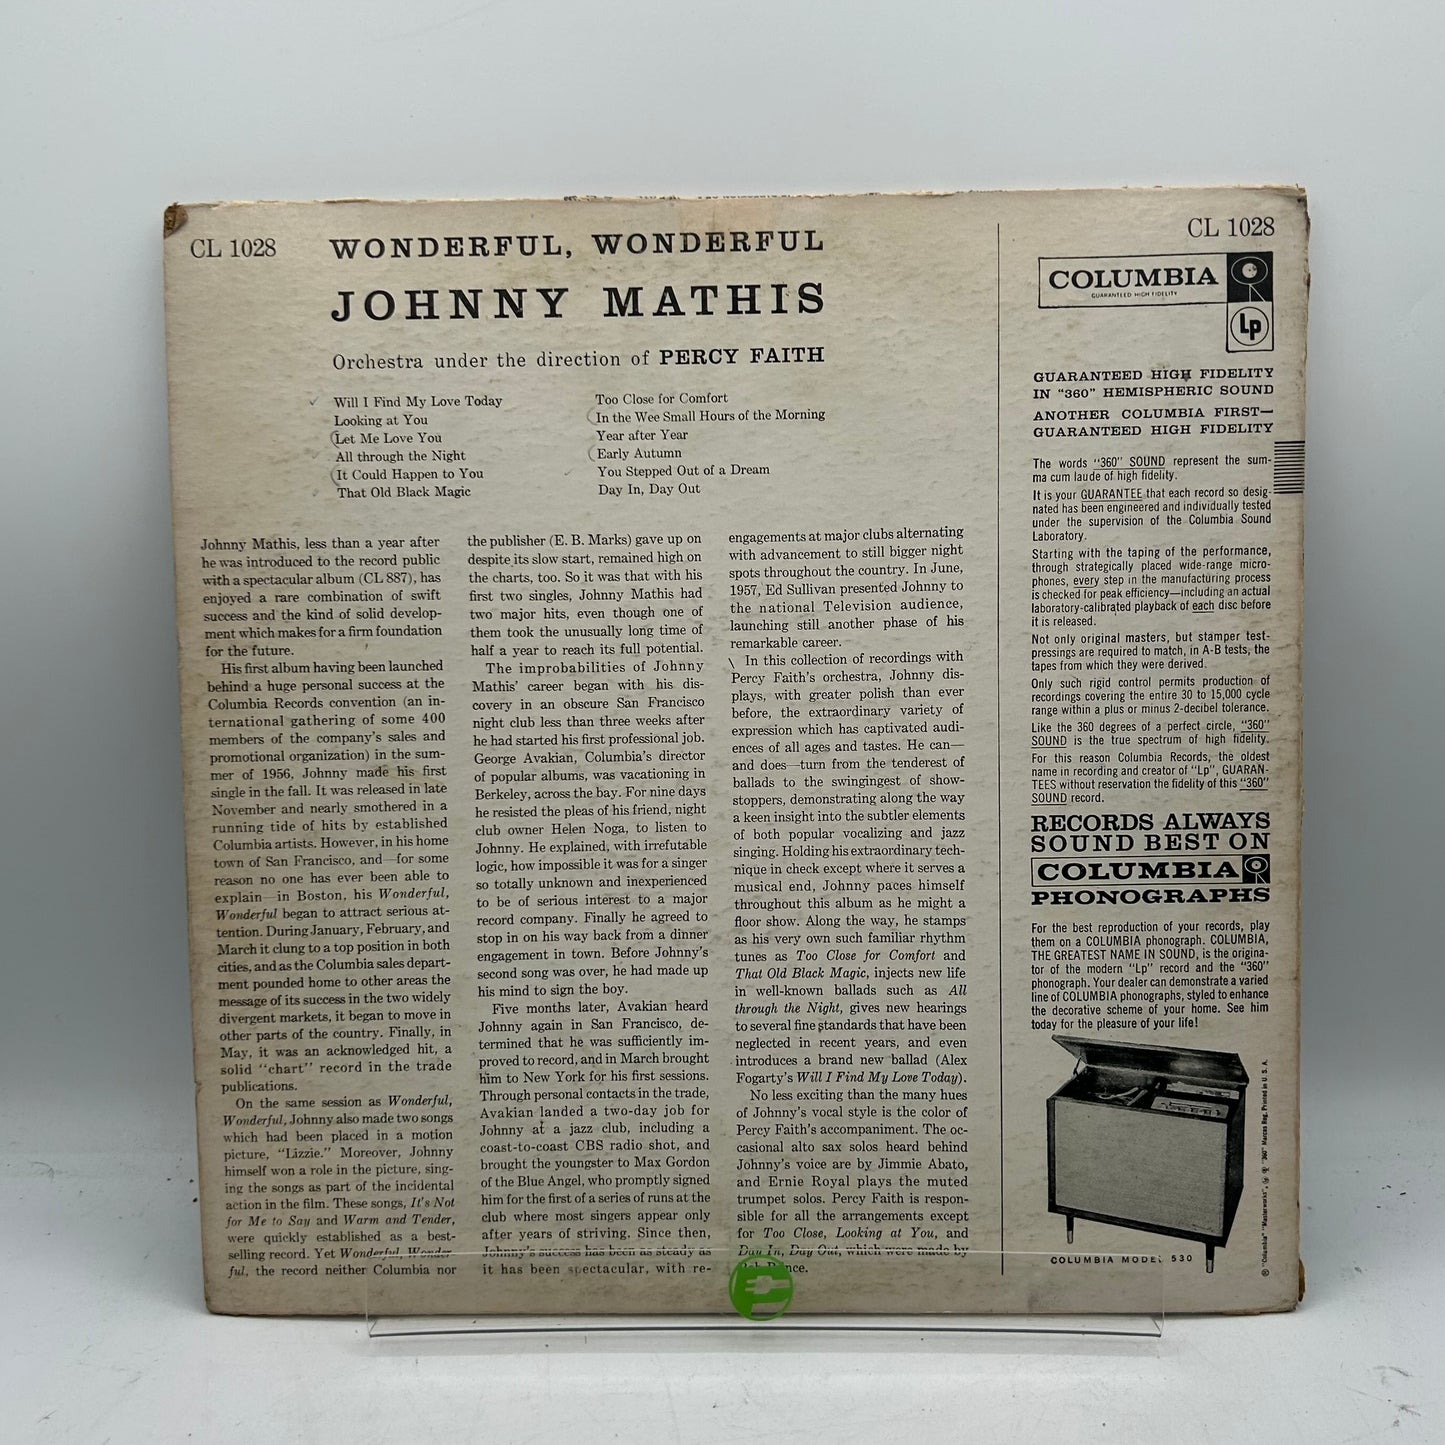 CL 1028
WONDERFUL, WONDERFUL
JOHNNY MATHIS
Orchestra under the direction of PERCY FAITH
Will I Find My Love Today
Looking at You
Let Me Love You
All through the Night
It Could Happen to You
That Old Black Magic
Too Close for Comfort
In the Wee Small Hours of the Morning
Year after Year
Early Autumn
You Stepped Out of a Dream
Day In, Day Out
Johnny Mathis, less than a year after
he was introduced to the record public
with a spectacular album (CL 887), has
enjoyed a rare combination of swift
success and the kind of solid develop-
ment which makes for a firm foundation
for the future.
His first album having been launched
behind a huge personal success at the
Columbia Records convention (an in-
ternational gathering of some 400
members of the company's sales and
promotional organization) in the sum-
mer of 1956, Johnny made his first
single in the fall. It was released in late
November and nearly smothered in a
running tide of hits by established
Columbia artists. However, in his home
town of San Francisco, and—for some
reason no one has ever been able to
explain—in Boston, his Wonderful,
Wonderful began to attract serious at-
tention. During January, February, and
March it clung to a top position in both
cities, and as the Columbia sales depart-
ment pounded home to other areas the
message of its success in the two widely
divergent markets, it began to move in
other parts of the country. Finally, in
May, it was an acknowledged hit, a
solid "chart" record in the trade
publications.
On the same session as Wonderful,
Wonderful, Johnny also made two songs
which had been placed in a motion
picture, "Lizzie." Moreover, Johnny
himself won a role in the picture, sing-
ing the songs as part of the incidental
action in the film. These songs, It's Not
for Me to Say and Warm and Tender,
were quickly established as a best-
selling record. Yet Wonderful, Wonder-
ful, the record neither Columbia nor
the publisher (E. B. Marks) gave up on
despite its slow start, remained high on
the charts, too. So it was that with his
first two singles, Johnny Mathis had
two major hits, even though one of
them took the unusually long time of
half a year to reach its full potential.
The improbabilities of Johnny
Mathis' career began with his dis-
covery in an obscure San Francisco
night club less than three weeks after
he had started his first professional job.
George Avakian, Columbia's director
of popular albums, was vacationing in
Berkeley, across the bay. For nine days
he resisted the pleas of his friend, night
club owner Helen Noga, to listen to
Johnny. He explained, with irrefutable
logic, how impossible it was for a singer
so totally unknown and inexperienced
to be of serious interest to a major
record company. Finally he agreed to
stop in on his way back from a dinner
engagement in town. Before Johnny's
second song was over, he had made up
his mind to sign the boy.
Five months later, Avakian heard
Johnny again in San Francisco, de-
termined that he was sufficiently im-
proved to record, and in March brought
him to New York for his first sessions.
Through personal contacts in the trade,
Avakian landed a two-day job for
Johnny at a jazz club, including a
coast-to-coast CBS radio shot, and
brought the youngster to Max Gordon
of the Blue Angel, who promptly signed
him for the first of a series of runs at the
club where most singers appear only
after years of striving. Since then,
Johnny's success has been as steady as
it has been spectacular, with re-
engagements at major clubs alternating
with advancement to still bigger night
spots throughout the country. In June,
1957, Ed Sullivan presented Johnny to
the national Television audience,
launching still another phase of his
remarkable career.
In this collection of recordings with
Percy Faith's orchestra, Johnny dis-
plays, with greater polish than ever
before, the extraordinary variety of
expression which has captivated audi-
ences of all ages and tastes. He can—
and does—turn from the tenderest of
ballads to the swingingest of show-
stoppers, demonstrating along the way
a keen insight into the subtler elements
of both popular vocalizing and jazz
singing. Holding his extraordinary tech-
nique in check except where it serves a
musical end, Johnny paces himself
throughout this album as he might a
floor show. Along the way, he stamps
as his very own such familiar rhythm
tunes as Too Close for Comfort and
That Old Black Magic, injects new life
in well-known ballads such as All
through the Night, gives new hearings
to several fine standards that have been
neglected in recent years, and even
introduces a brand new ballad (Alex
Fogarty's Will I Find My Love Today).
No less exciting than the many hues
of Johnny's vocal style is the color of
Percy Faith's accompaniment. The oc-
casional alto sax solos heard behind
Johnny's voice are by Jimmie Abato,
and Ernie Royal plays the muted
trumpet solos. Percy Faith is respon-
sible for all the arrangements except
for Too Close, Looking at You, and
Day In, Day Out, which were made by
CL 1028
COLUMBIA
GUARANTEED HIGH FIDELITY
Lp
GUARANTEED HIGH FIDELITY
IN "360" HEMISPHERIC SOUND
ANOTHER COLUMBIA FIRST—
GUARANTEED HIGH FIDELITY
The words "360" SOUND represent the sum-
ma cum laude of high fidelity.
It is your GUARANTEE that each record so desig-
nated has been engineered and individually tested
under the supervision of the Columbia Sound
Laboratory.
Starting with the taping of the performance,
through strategically placed wide-range micro-
phones, every step in the manufacturing process
is checked for peak efficiency—including an actual
laboratory-calibrated playback of each disc before
it is released.
Not only original masters, but stamper test-
pressings are required to match, in A-B tests, the
tapes from which they were derived.
Only such rigid control permits production of
recordings covering the entire 30 to 15,000 cycle
range within a plus or minus 2-decibel tolerance.
Like the 360 degrees of a perfect circle, "360"
SOUND is the true spectrum of high fidelity.
For this reason Columbia Records, the oldest
name in recording and creator of "Lp", GUARAN-
TEES without reservation the fidelity of this "360"
SOUND record.
RECORDS ALWAYS
SOUND BEST ON
COLUMBIA
PHONOGRAPHS
For the best reproduction of your records, play
them on a COLUMBIA phonograph. COLUMBIA,
THE GREATEST NAME IN SOUND, is the origina-
tor of the modern "Lp" record and the "360"
phonograph. Your dealer can demonstrate a varied
line of COLUMBIA phonographs, styled to enhance
the decorative scheme of your home. See him
today for the pleasure of your life!
COLUMBIA MODEL 530
® "Columbia" "Masterworks", Lp ® "360" Marcas Reg. Printed in U. S. A.